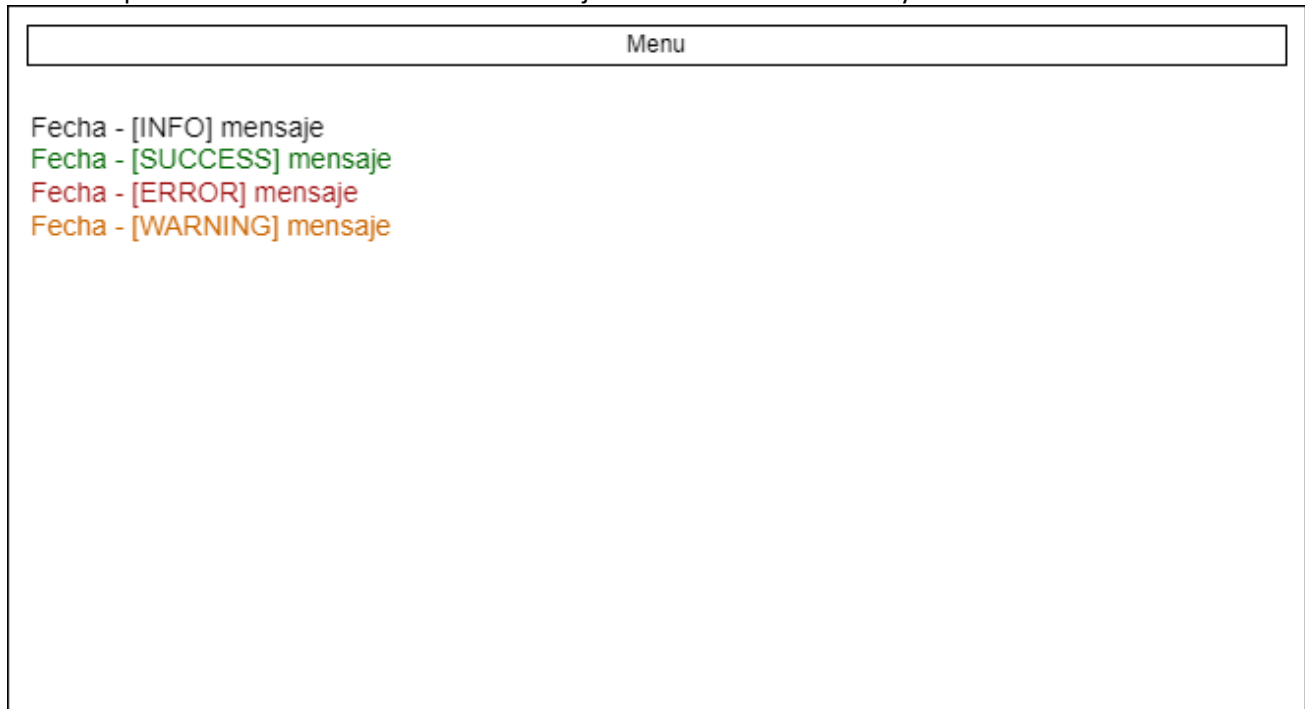 Menu
Fecha - [INFO] mensaje
Fecha - [SUCCESS] mensaje
Fecha - [ERROR] mensaje
Fecha - [WARNING] mensaje